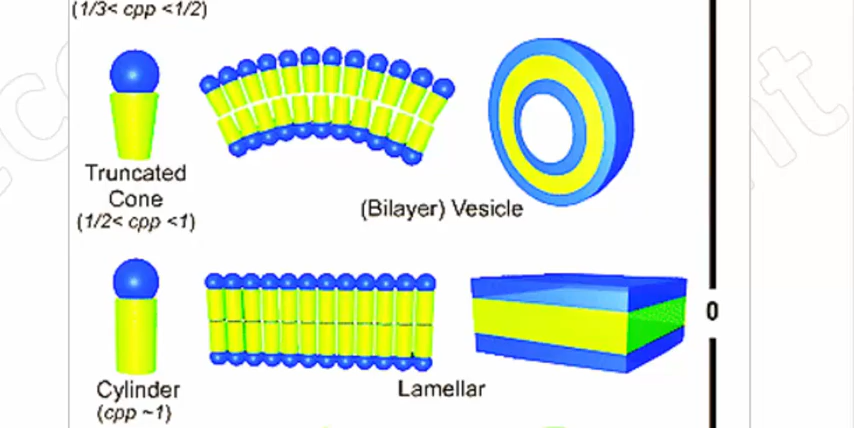 (1/3< cpp <1/2)
Truncated
Cone
(1/2< cpp <1)
(Bilayer) Vesicle
0
Cylinder
(cpp ~1)
Lamellar